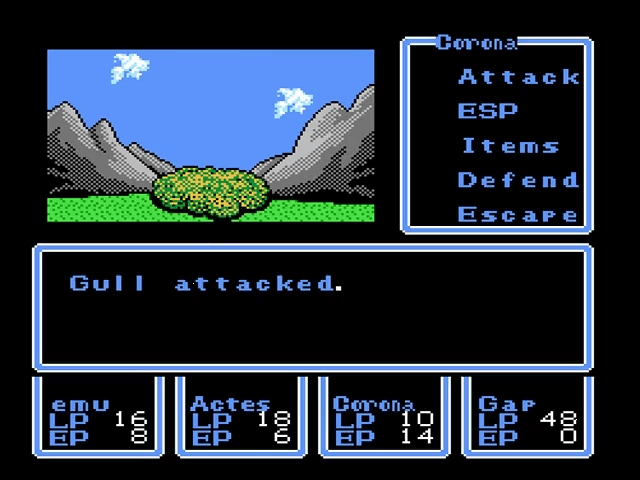 Corona
Attack
ESP
Items
Defend
Escape
Gull attacked.
emu
LP 16
EP 8
Actes
LP 18
EP 6
Corona
LP 10
EP 14
Gap
LP 48
EP 0